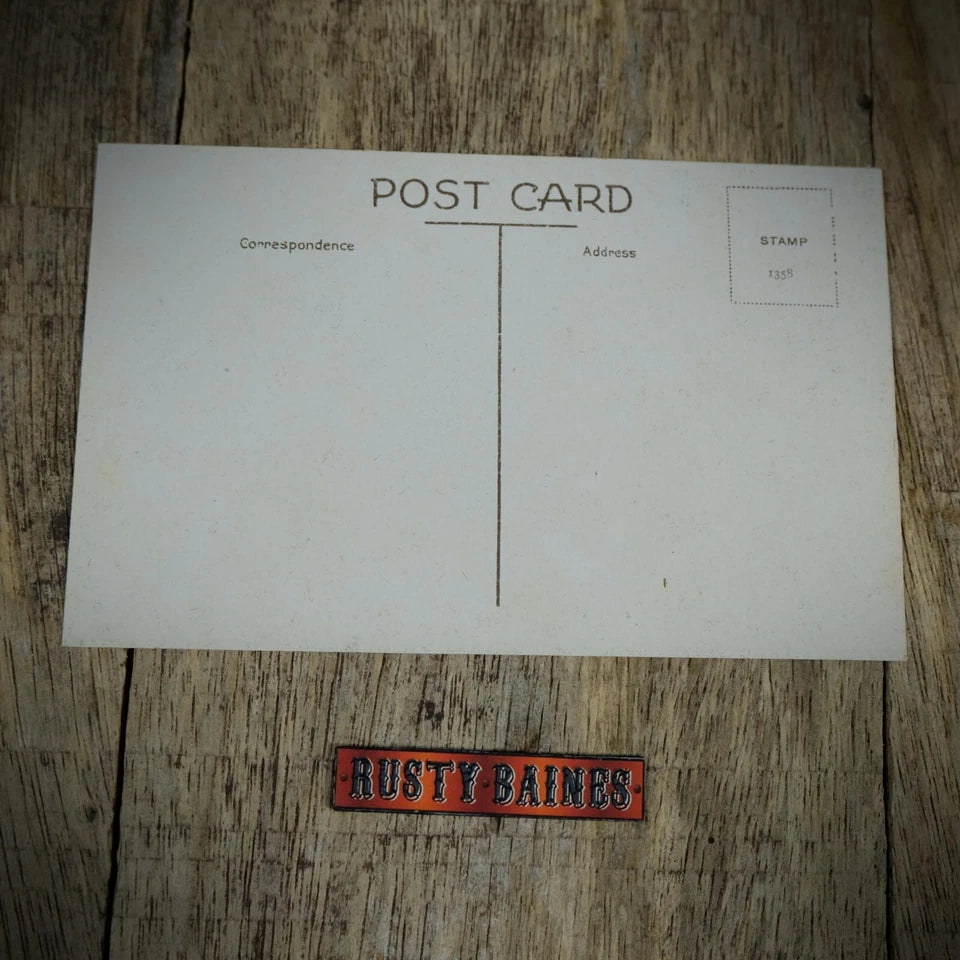 POST CARD
Correspondence
Address
STAMP
1358
RUSTY·BAINES